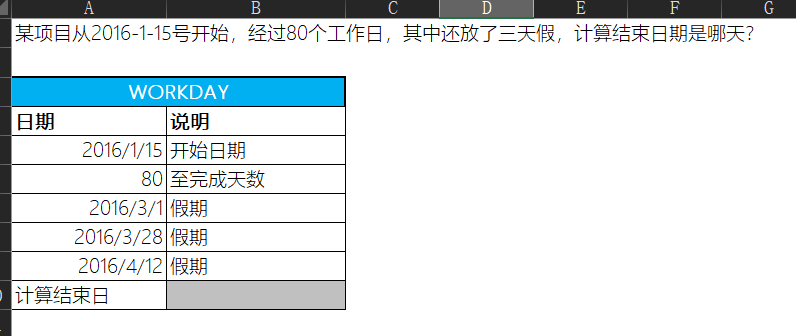 A B C D E F G
某项目从2016-1-15号开始，经过80个工作日，其中还放了三天假，计算结束日期是哪天？
WORKDAY
日期 说明
2016/1/15 开始日期
80 至完成天数
2016/3/1 假期
2016/3/28 假期
2016/4/12 假期
计算结束日